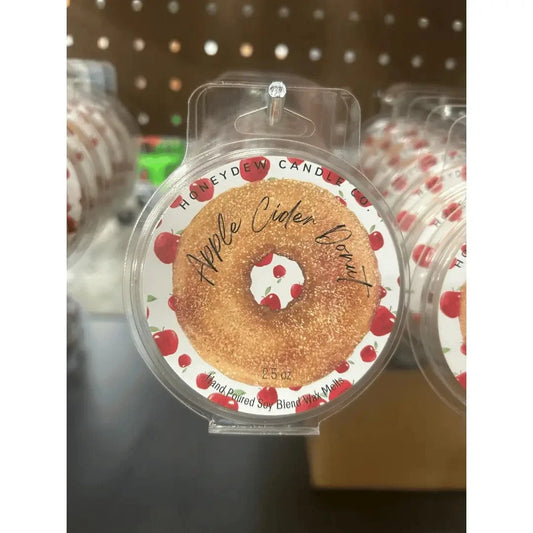 HONEYDEW CANDLE CO.
Apple Cider Donut
2.5 oz
Hand Poured Soy Blend Wax Melts